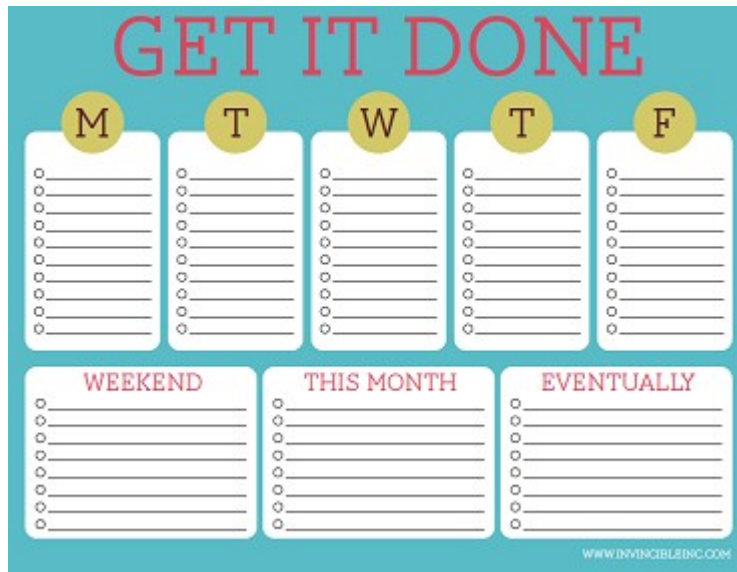 GET IT DONE
M T W T F
WEEKEND THIS MONTH EVENTUALLY
WWW.INVINCIBLEINC.COM